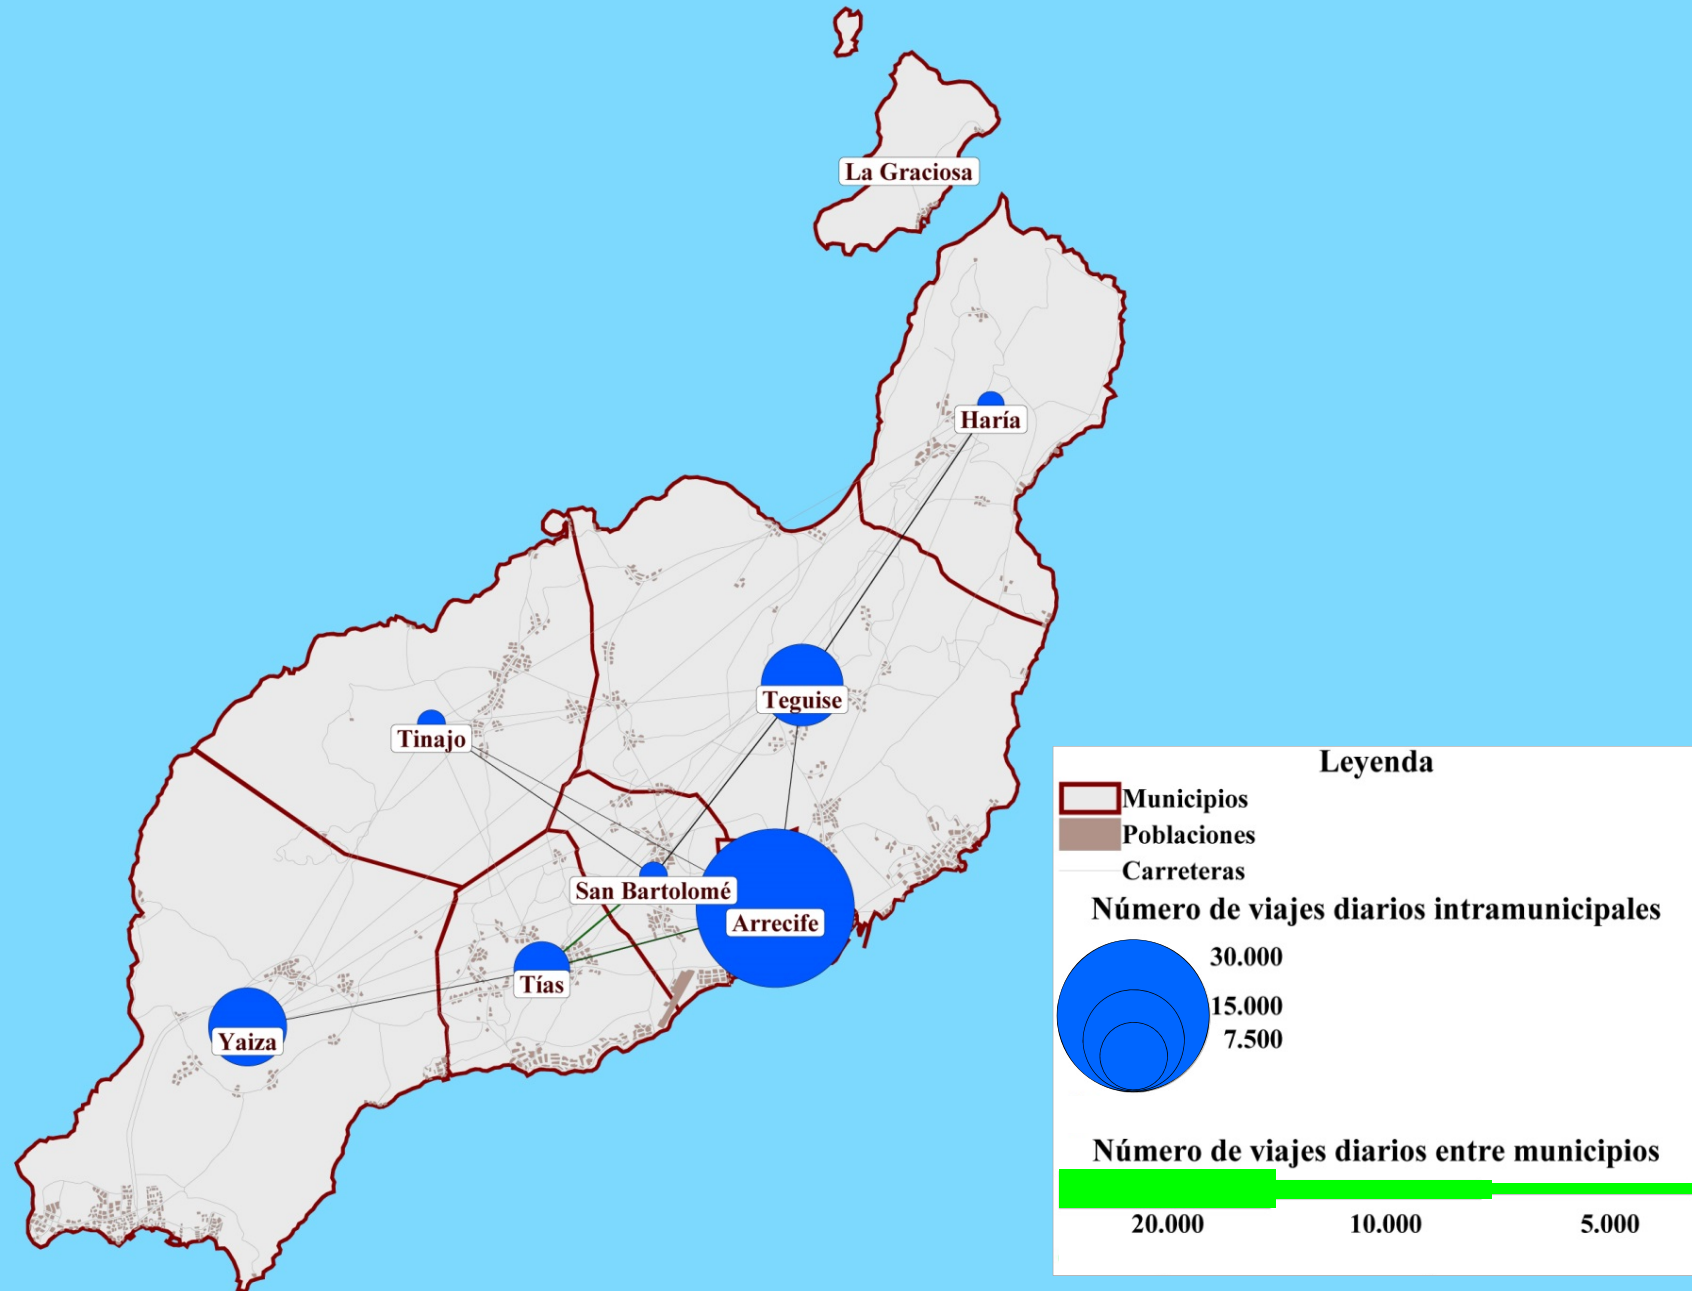 La Graciosa
Haría
Teguise
Tinajo
San Bartolomé
Arrecife
Tías
Yaiza
Leyenda
Municipios
Poblaciones
Carreteras
Número de viajes diarios intramunicipales
30.000
15.000
7.500
Número de viajes diarios entre municipios
20.000 10.000 5.000